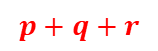 p + q + r